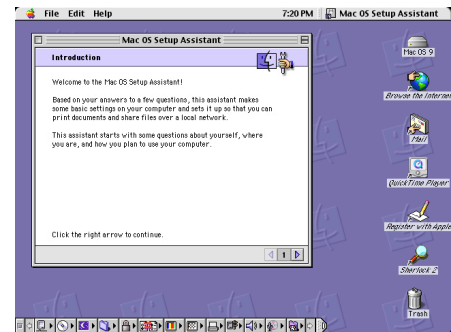 File Edit Help 7:20 PM Mac OS Setup Assistant
Mac OS Setup Assistant
Introduction
Welcome to the Mac OS Setup Assistant!
Based on your answers to a few questions, this assistant makes
some basic settings on your computer and sets it up so that you can
print documents and share files over a local network.
This assistant starts with some questions about yourself, where
you are, and how you plan to use your computer.
Click the right arrow to continue.
1
Mac OS 9
Browse the Internet
Mail
QuickTime Player
Register with Apple
Sherlock 2
Trash